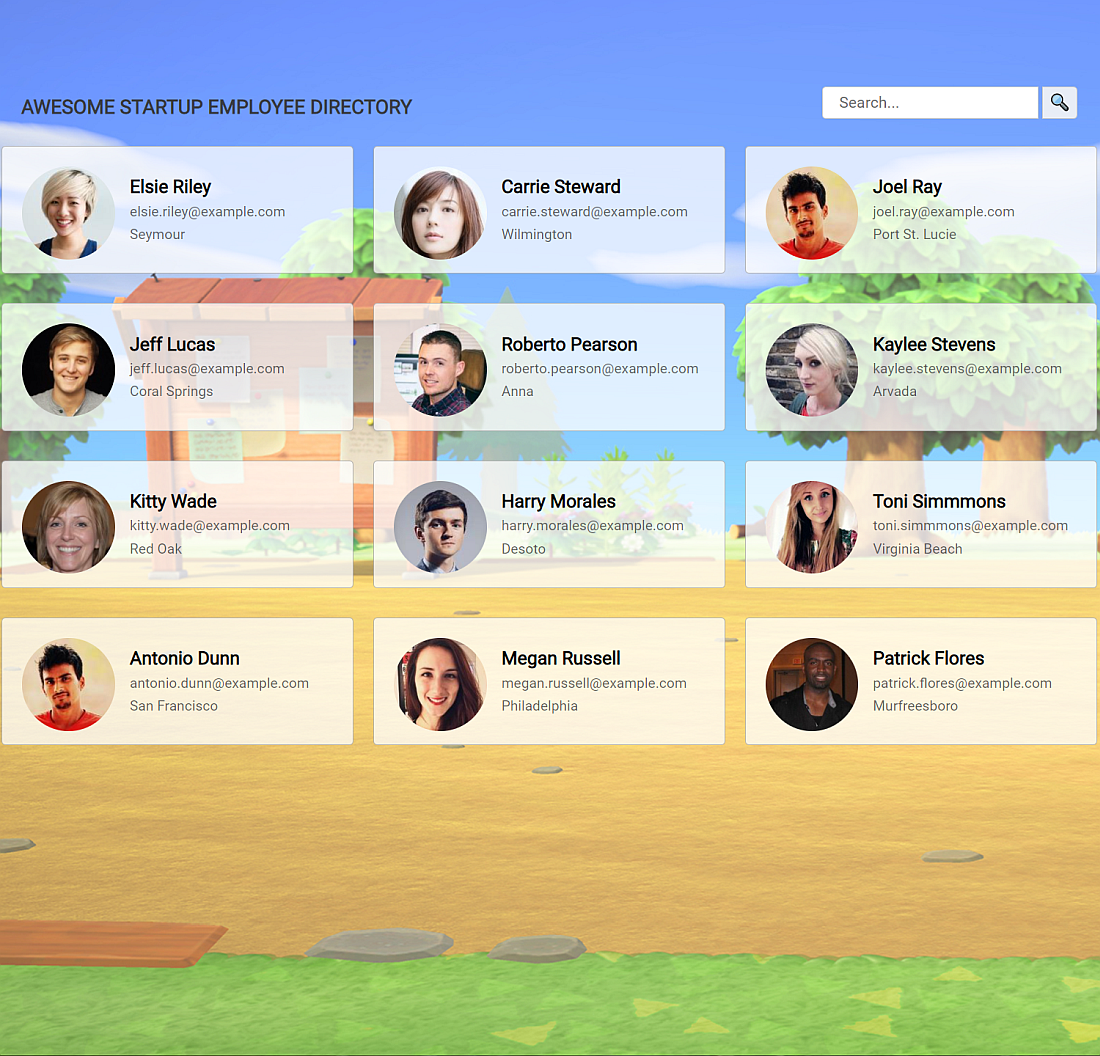 AWESOME STARTUP EMPLOYEE DIRECTORY
Search...
Elsie Riley
elsie.riley@example.com
Seymour
Carrie Steward
carrie.steward@example.com
Wilmington
Joel Ray
joel.ray@example.com
Port St. Lucie
Jeff Lucas
jeff.lucas@example.com
Coral Springs
Roberto Pearson
roberto.pearson@example.com
Anna
Kaylee Stevens
kaylee.stevens@example.com
Arvada
Kitty Wade
kitty.wade@example.com
Red Oak
Harry Morales
harry.morales@example.com
Desoto
Toni Simmmons
toni.simmmons@example.com
Virginia Beach
Antonio Dunn
antonio.dunn@example.com
San Francisco
Megan Russell
megan.russell@example.com
Philadelphia
Patrick Flores
patrick.flores@example.com
Murfreesboro